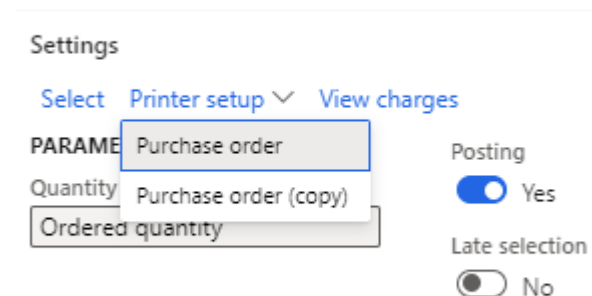 Settings
Select Printer setup View charges
PARAME
Purchase order
Posting
Quantity
Purchase order (copy)
Yes
Ordered quantity
Late selection
No